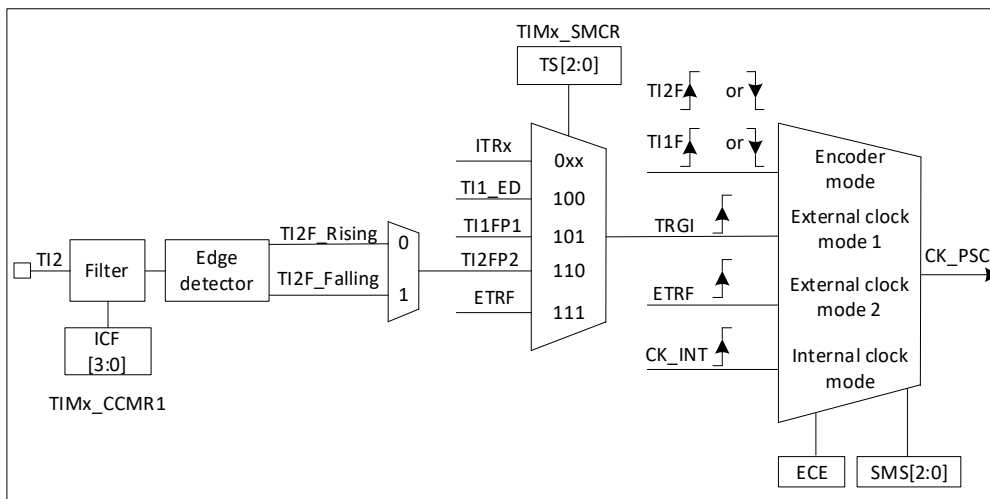 TIMx_SMCR
TS[2:0]
TI2F or
TI1F or
ITRx 0xx
TI1_ED 100
TI1FP1 101
TI2FP2 110
ETRF 111
TI2
Filter
Edge
detector
TI2F_Rising 0
TI2F_Falling 1
ICF
[3:0]
TIMx_CCMR1
TRGI
ETRF
CK_INT
Encoder
mode
External clock
mode 1
External clock
mode 2
Internal clock
mode
CK_PSC
ECE
SMS[2:0]